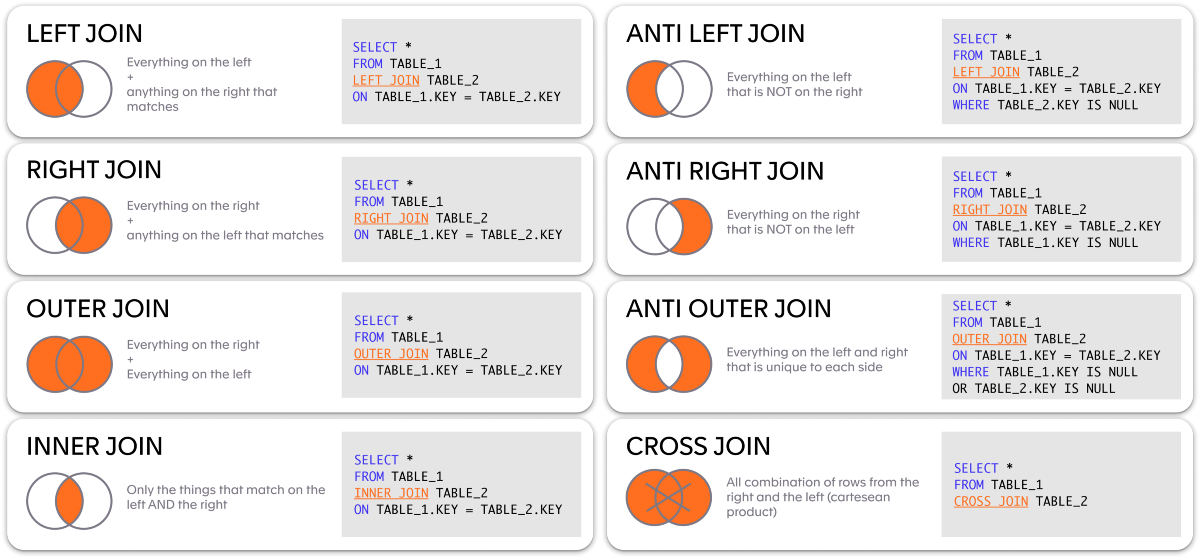 LEFT JOIN
Everything on the left
+
anything on the right that
matches
SELECT *
FROM TABLE_1
LEFT JOIN TABLE_2
ON TABLE_1.KEY = TABLE_2.KEY
ANTI LEFT JOIN
Everything on the left
that is NOT on the right
SELECT *
FROM TABLE_1
LEFT JOIN TABLE_2
ON TABLE_1.KEY = TABLE_2.KEY
WHERE TABLE_2.KEY IS NULL
RIGHT JOIN
Everything on the right
+
anything on the left that matches
SELECT *
FROM TABLE_1
RIGHT JOIN TABLE_2
ON TABLE_1.KEY = TABLE_2.KEY
ANTI RIGHT JOIN
Everything on the right
that is NOT on the left
SELECT *
FROM TABLE_1
RIGHT JOIN TABLE_2
ON TABLE_1.KEY = TABLE_2.KEY
WHERE TABLE_1.KEY IS NULL
OUTER JOIN
Everything on the right
+
Everything on the left
SELECT *
FROM TABLE_1
OUTER JOIN TABLE_2
ON TABLE_1.KEY = TABLE_2.KEY
ANTI OUTER JOIN
Everything on the left and right
that is unique to each side
SELECT *
FROM TABLE_1
OUTER JOIN TABLE_2
ON TABLE_1.KEY = TABLE_2.KEY
WHERE TABLE_1.KEY IS NULL
OR TABLE_2.KEY IS NULL
INNER JOIN
Only the things that match on the
left AND the right
SELECT *
FROM TABLE_1
INNER JOIN TABLE_2
ON TABLE_1.KEY = TABLE_2.KEY
CROSS JOIN
All combination of rows from the
right and the left (cartesean
product)
SELECT *
FROM TABLE_1
CROSS JOIN TABLE_2